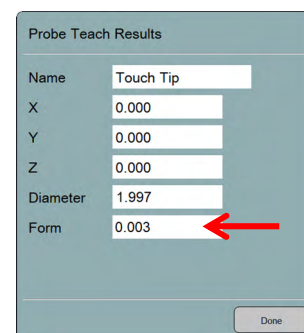 Probe Teach Results
Name Touch Tip
X 0.000
Y 0.000
Z 0.000
Diameter 1.997
Form 0.003
Done